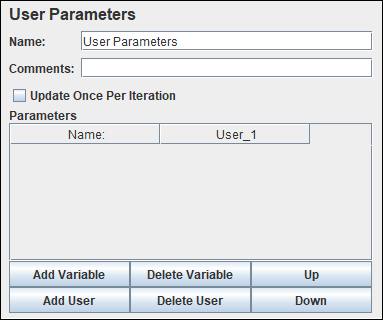 User Parameters
Name: User Parameters
Comments:
Update Once Per Iteration
Parameters
Name: User_1
Add Variable Delete Variable Up
Add User Delete User Down